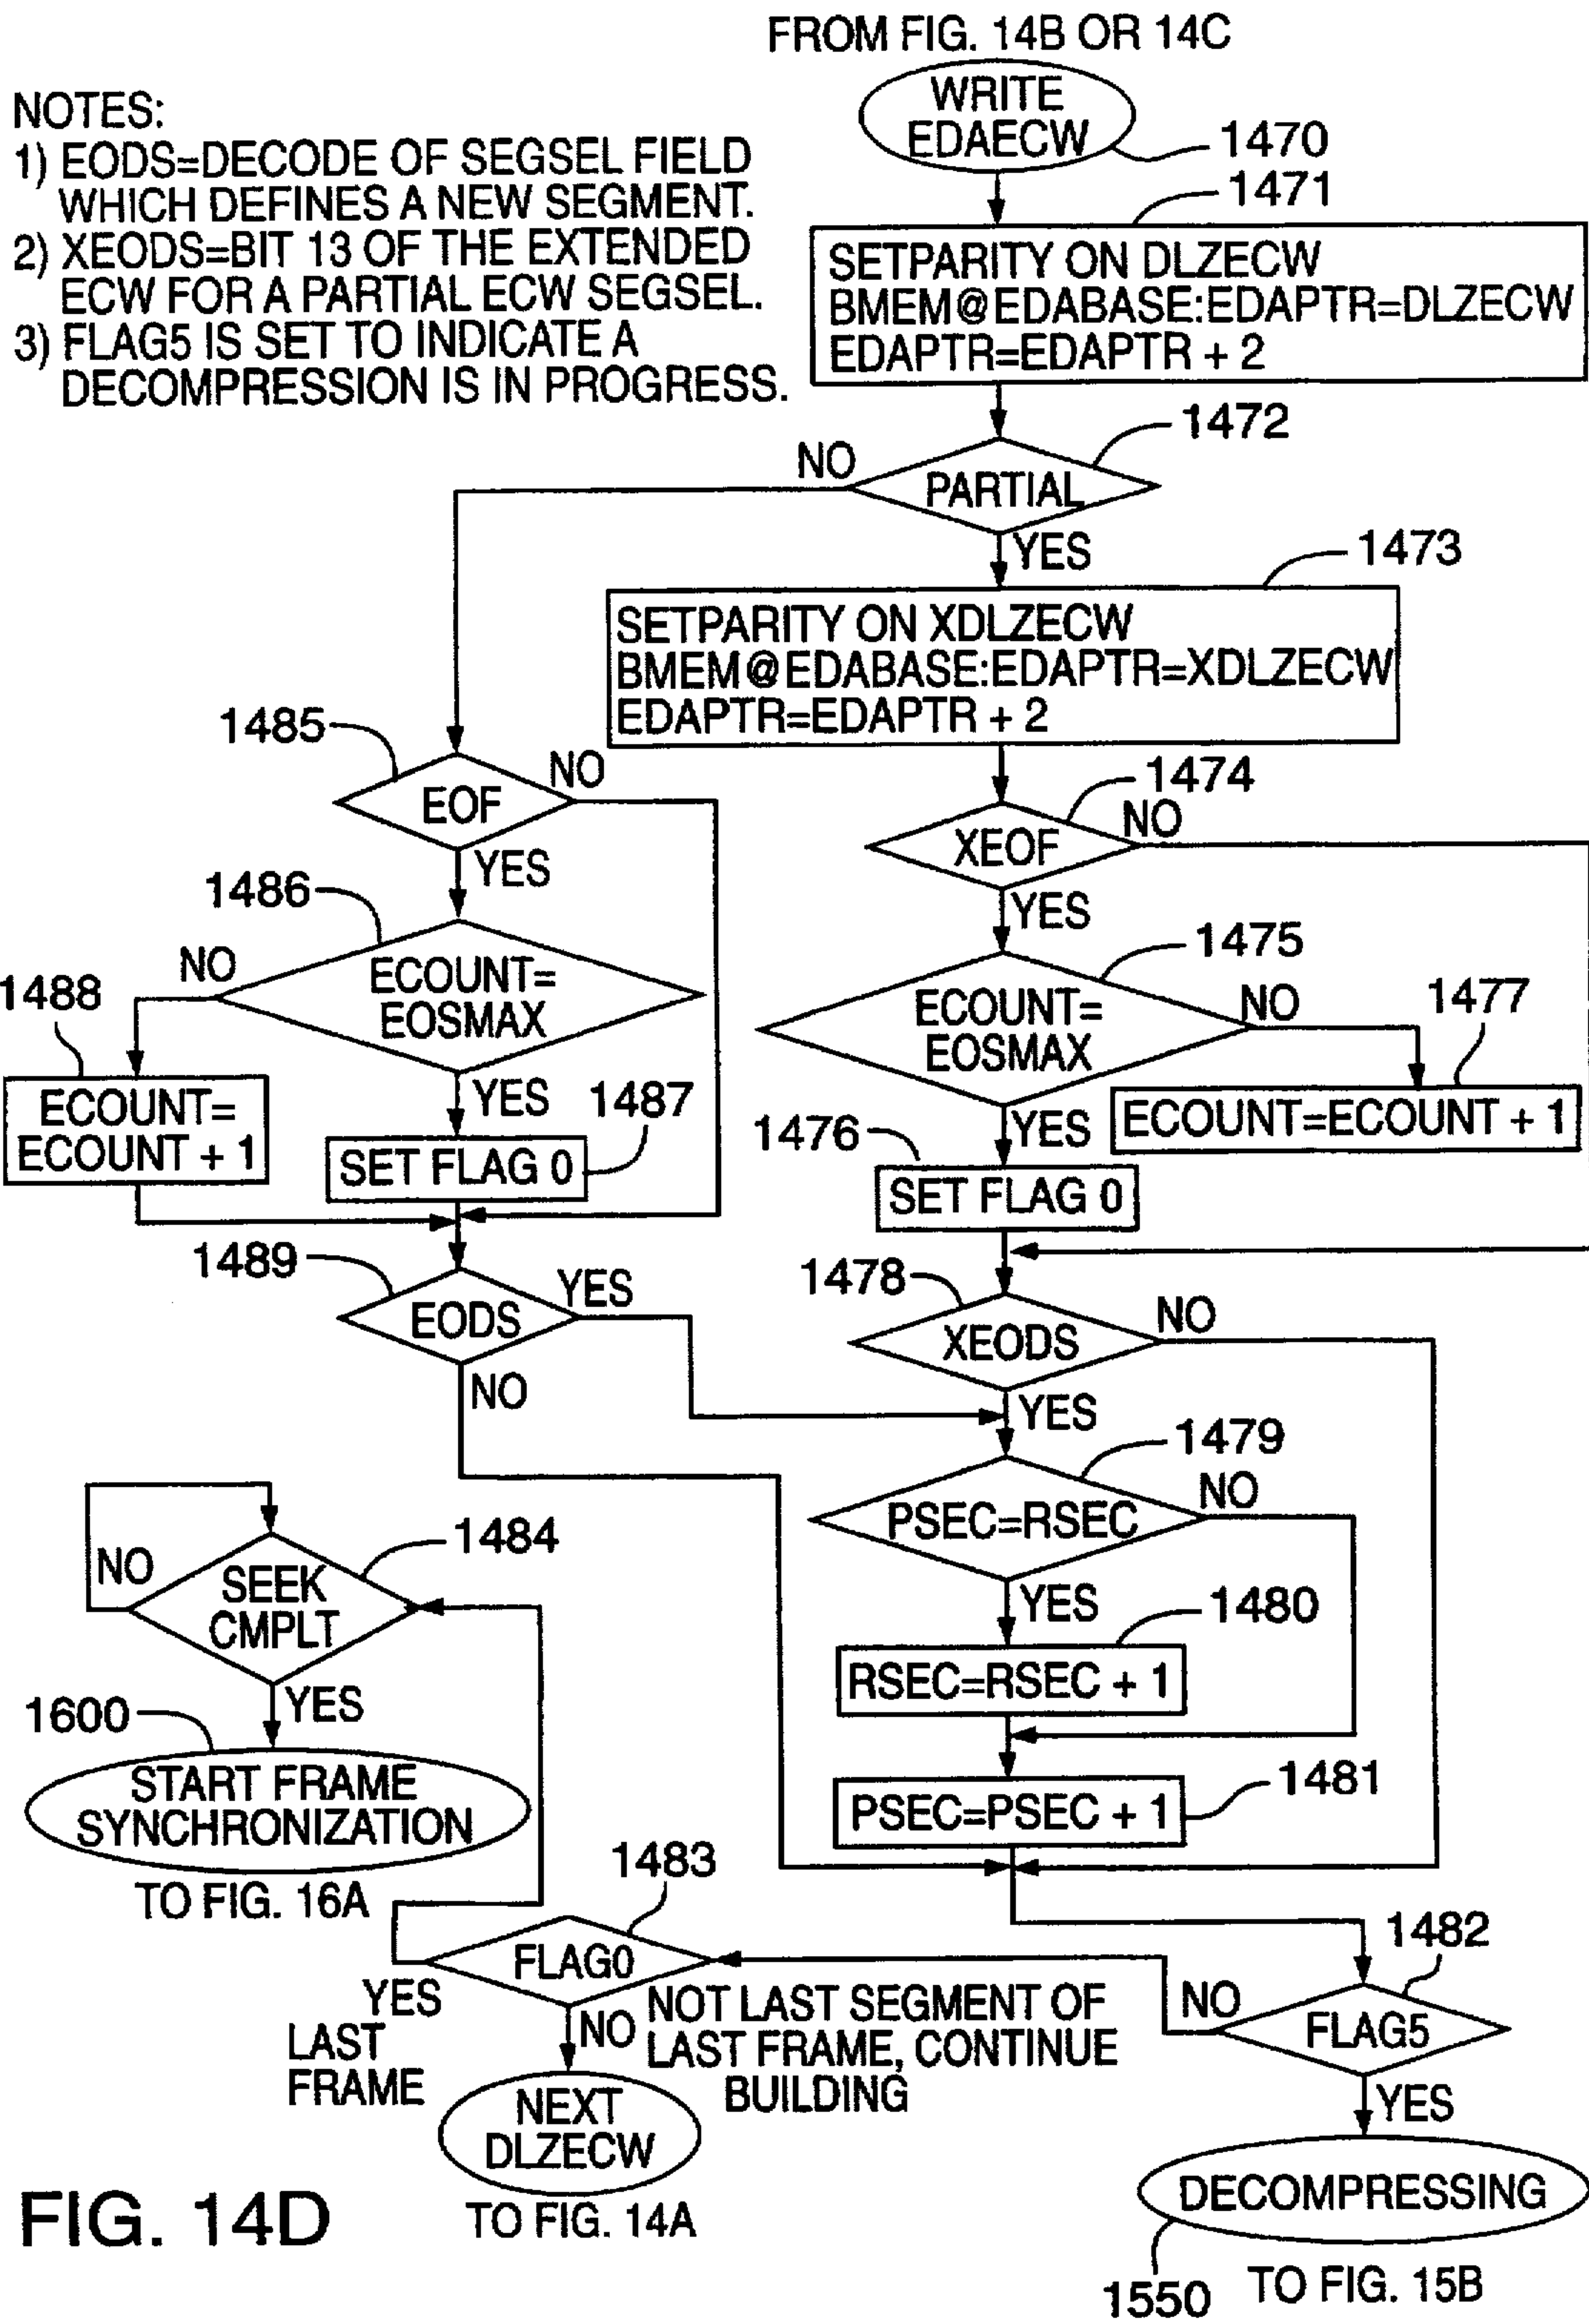 FROM FIG. 14B OR 14C
WRITE
EDAECW
1470
NOTES:
1) EODS=DECODE OF SEGSEL FIELD
WHICH DEFINES A NEW SEGMENT.
2) XEODS=BIT 13 OF THE EXTENDED
ECW FOR A PARTIAL ECW SEGSEL.
3) FLAG5 IS SET TO INDICATE A
DECOMPRESSION IS IN PROGRESS.
1471
SETPARITY ON DLZECW
BMEM@EDABASE:EDAPTR=DLZECW
EDAPTR=EDAPTR + 2
1472
NO
PARTIAL
YES
1473
SETPARITY ON XDLZECW
BMEM@EDABASE:EDAPTR=XDLZECW
EDAPTR=EDAPTR + 2
1485
EOF
NO
YES
1474
XEOF
NO
YES
1486
NO
ECOUNT=
EOSMAX
YES
1488
ECOUNT=
ECOUNT + 1
1487
SET FLAG 0
1475
ECOUNT=
EOSMAX
NO
YES
1477
ECOUNT=ECOUNT + 1
1476
SET FLAG 0
1489
EODS
YES
NO
1478
XEODS
NO
YES
1479
PSEC=RSEC
NO
YES
1480
RSEC=RSEC + 1
1481
PSEC=PSEC + 1
1484
NO
SEEK
CMPLT
YES
1600
START FRAME
SYNCHRONIZATION
TO FIG. 16A
1483
FLAG0
YES
LAST
FRAME
NO
NOT LAST SEGMENT OF
LAST FRAME, CONTINUE
BUILDING
NEXT
DLZECW
TO FIG. 14A
1482
NO
FLAG5
YES
DECOMPRESSING
1550
TO FIG. 15B
FIG. 14D